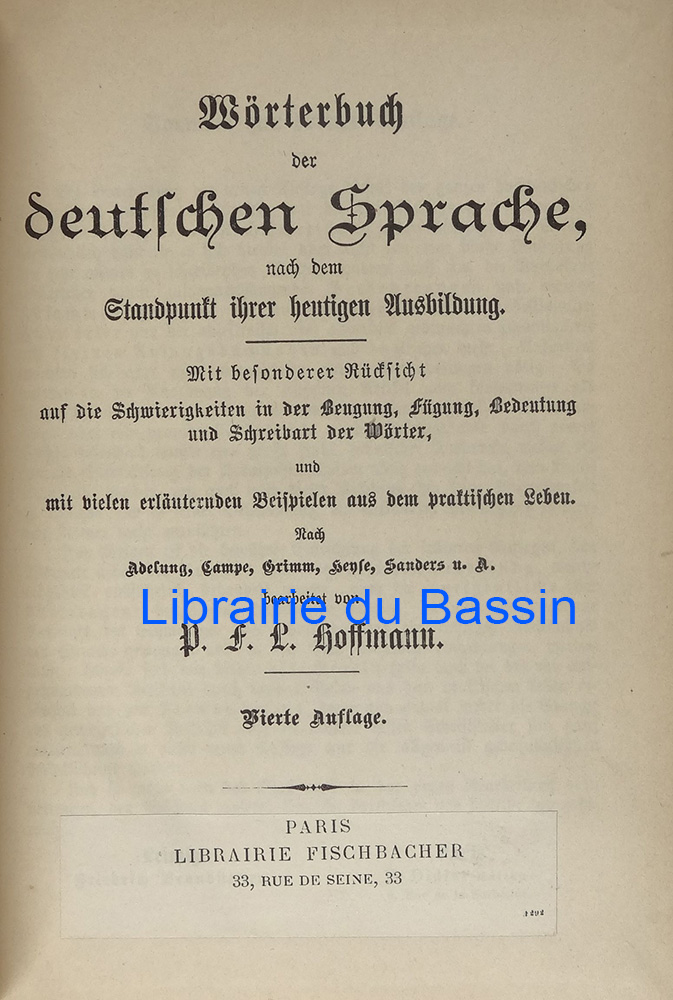 Wörterbuch
der
deutschen Sprache,
nach dem
Standpunkt ihrer heutigen Ausbildung.
Mit besonderer Rücksicht
auf die Schwierigkeiten in der Beugung, Fügung, Bedeutung
und Schreibart der Wörter,
und
mit vielen erläuternden Beispielen aus dem praktischen Leben.
Nach
Adelung, Campe, Grimm, Heyse, Sanders u. A.
bearbeitet von
Librairie du Bassin
P. F. L. Hoffmann.
Vierte Auflage.
PARIS
LIBRAIRIE FISCHBACHER
33, RUE DE SEINE, 33